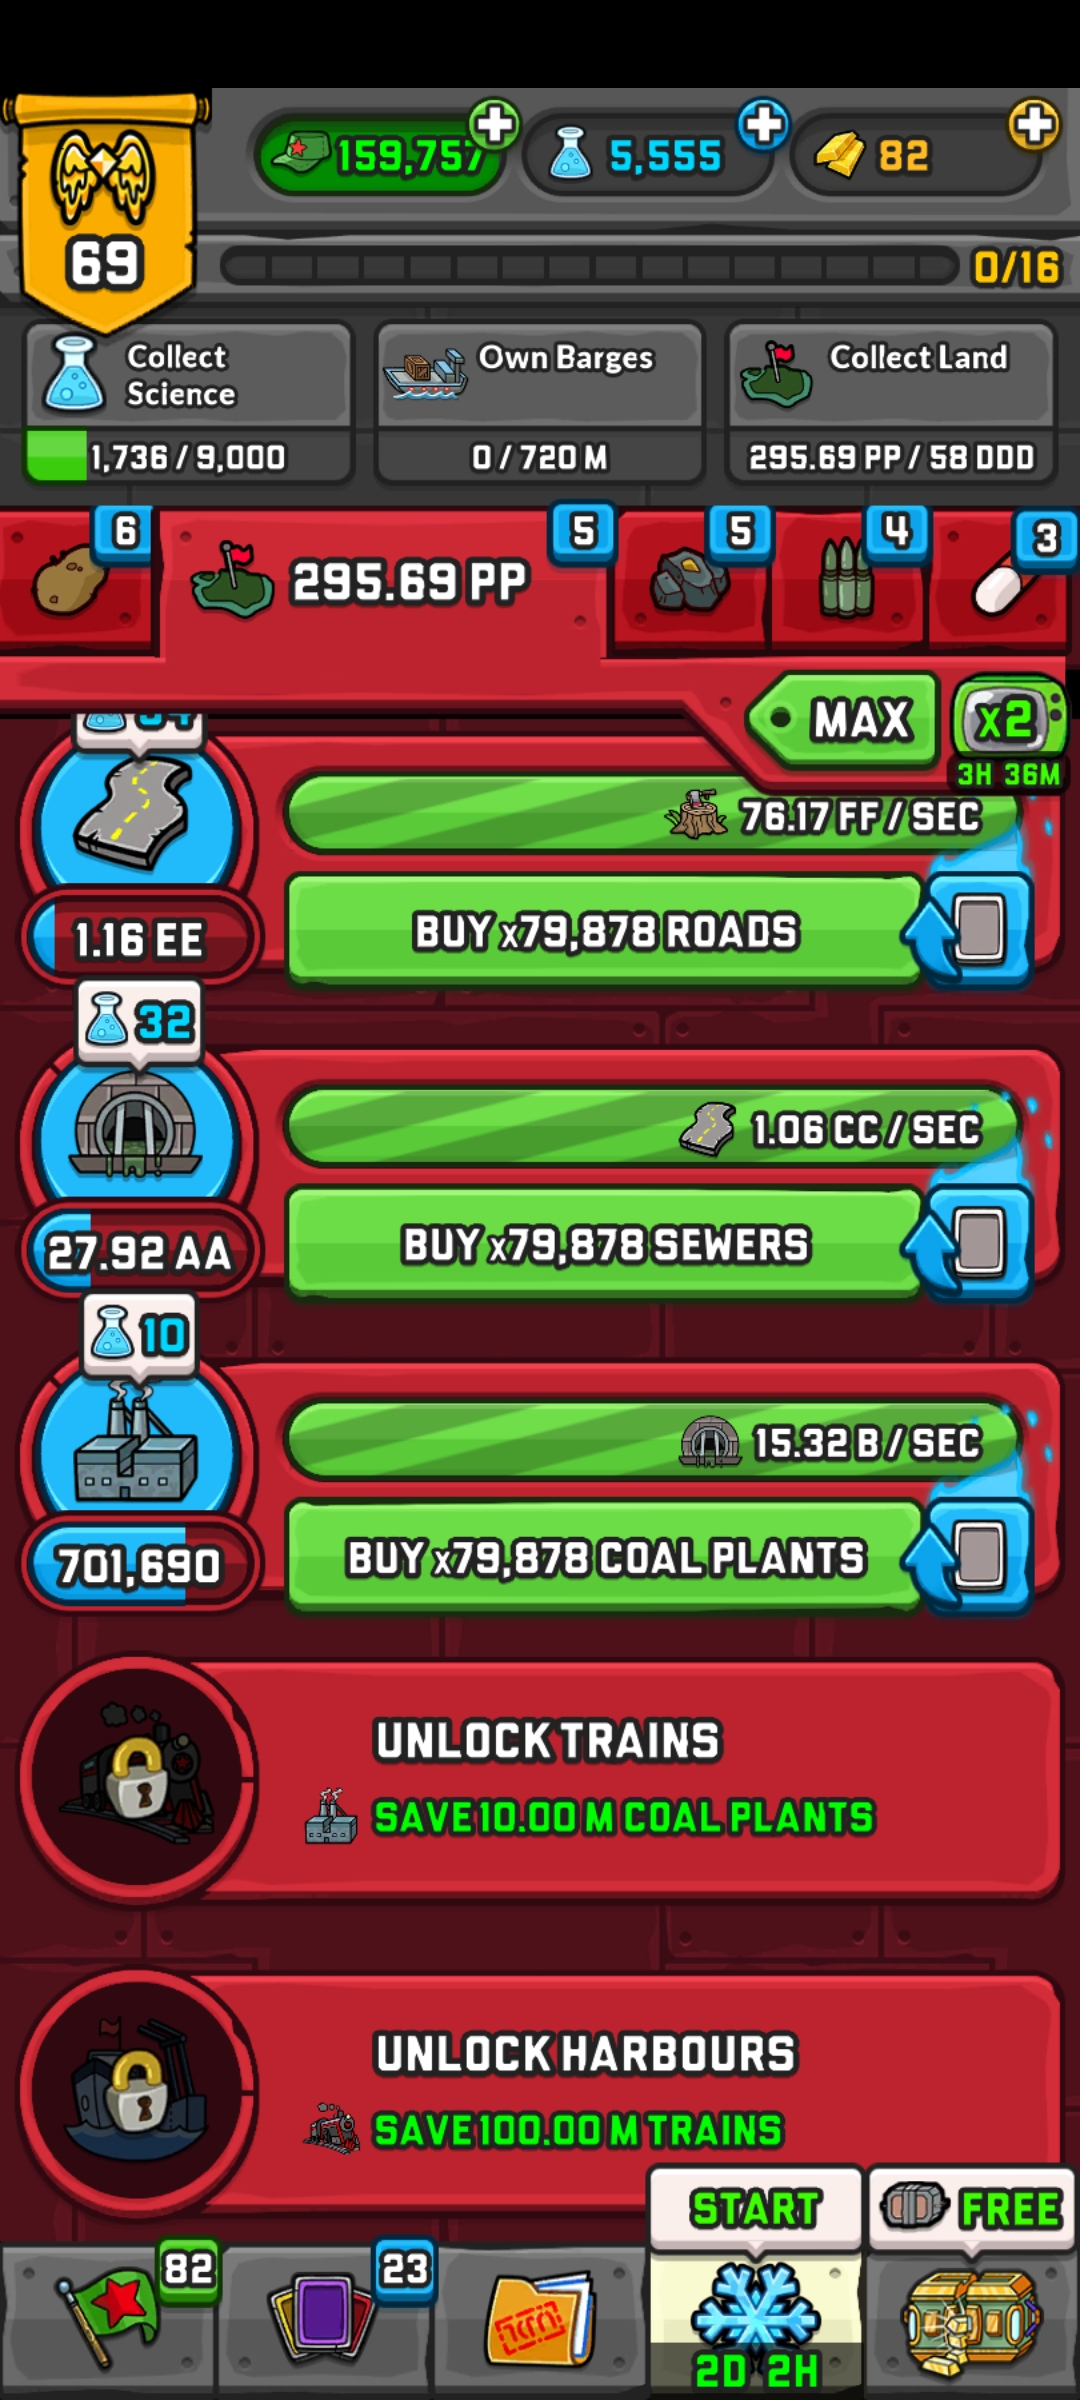 159,757
5,555
82
69
0/16
Collect
Science
1,736 / 9,000
Own Barges
0 / 720 M
Collect Land
295.69 PP / 58 DDD
6
295.69 PP
5
5
4
3
MAX
x2
3H 36M
76.17 FF / SEC
1.16 EE
BUY x79,878 ROADS
32
1.06 CC / SEC
27.92 AA
BUY x79,878 SEWERS
10
15.32 B / SEC
701,690
BUY x79,878 COAL PLANTS
UNLOCK TRAINS
SAVE 10.00 M COAL PLANTS
UNLOCK HARBOURS
SAVE 100.00 M TRAINS
START
FREE
82
23
2D 2H